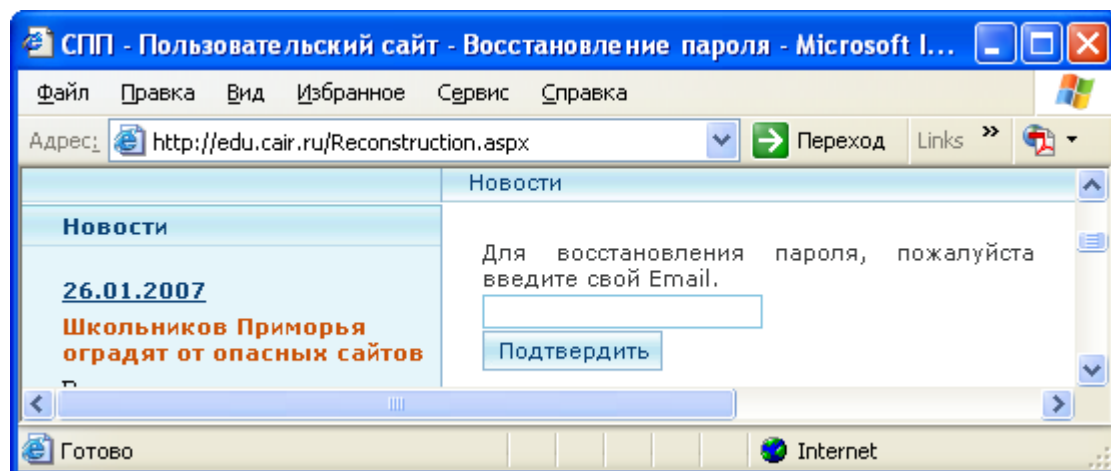 СПП - Пользовательский сайт - Восстановление пароля - Microsoft I...
Файл Правка Вид Избранное Сервис Справка
Адрес: http://edu.cair.ru/Reconstruction.aspx Переход Links »
Новости
Новости
26.01.2007
Школьников Приморья
оградят от опасных сайтов
Для восстановления пароля, пожалуйста
введите свой Email.
Подтвердить
Готово Internet